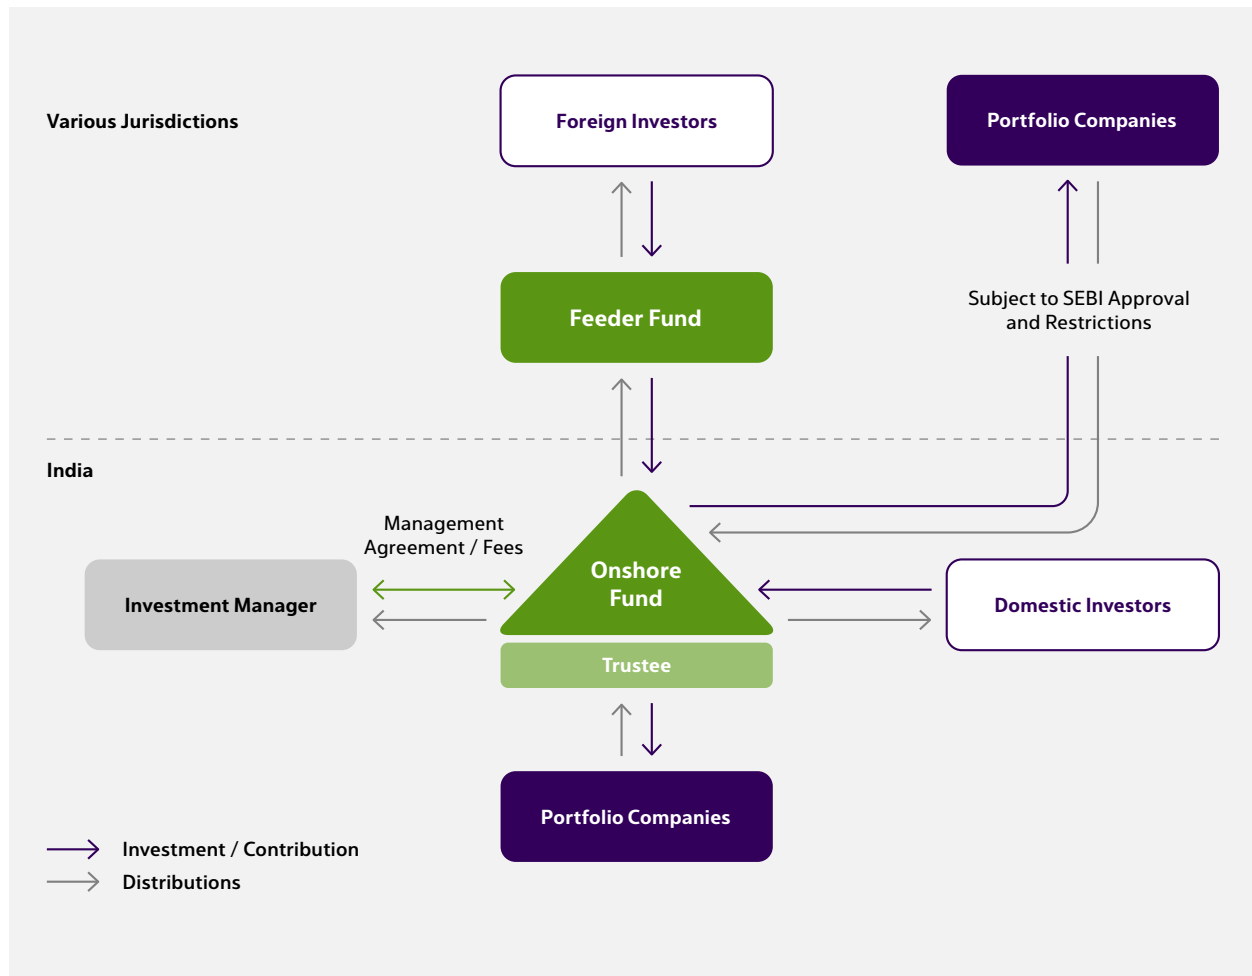 Various Jurisdictions
Foreign Investors
Portfolio Companies
Feeder Fund
Subject to SEBI Approval
and Restrictions
India
Management
Agreement / Fees
Investment Manager
Onshore
Fund
Domestic Investors
Trustee
Portfolio Companies
Investment / Contribution
Distributions